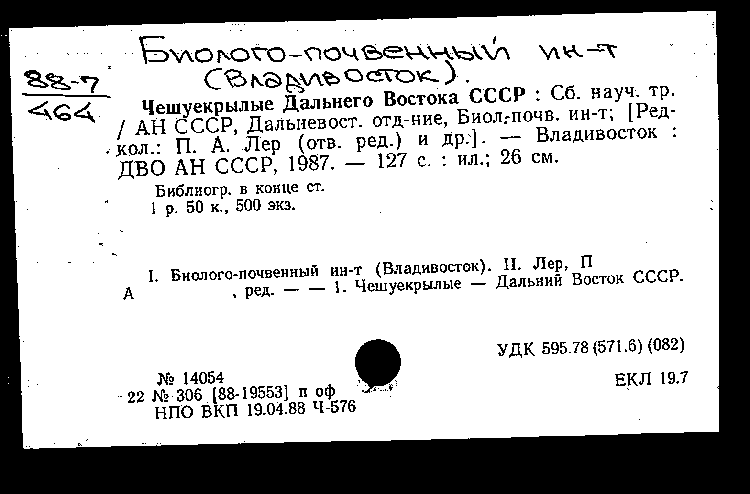 Биолого-почвенный ин-т
(Владивосток).
88-7
464
Чешуекрылые Дальнего Востока СССР : Сб. науч. тр.
/ АН СССР, Дальневост. отд-ние, Биол.-почв. ин-т; [Ред-
кол.: П. А. Лер (отв. ред.) и др.]. — Владивосток :
ДВО АН СССР, 1987. — 127 с. : ил.; 26 см.
Библиогр. в конце ст.
1 р. 50 к., 500 экз.
I. Биолого-почвенный ин-т (Владивосток). II. Лер, П
А , ред. — — 1. Чешуекрылые — Дальний Восток СССР.
УДК 595.78(571.6)(082)
№ 14054
22 № 306 [88-19553] п оф
НПО ВКП 19.04.88 Ч-576
ЕКЛ 19.7